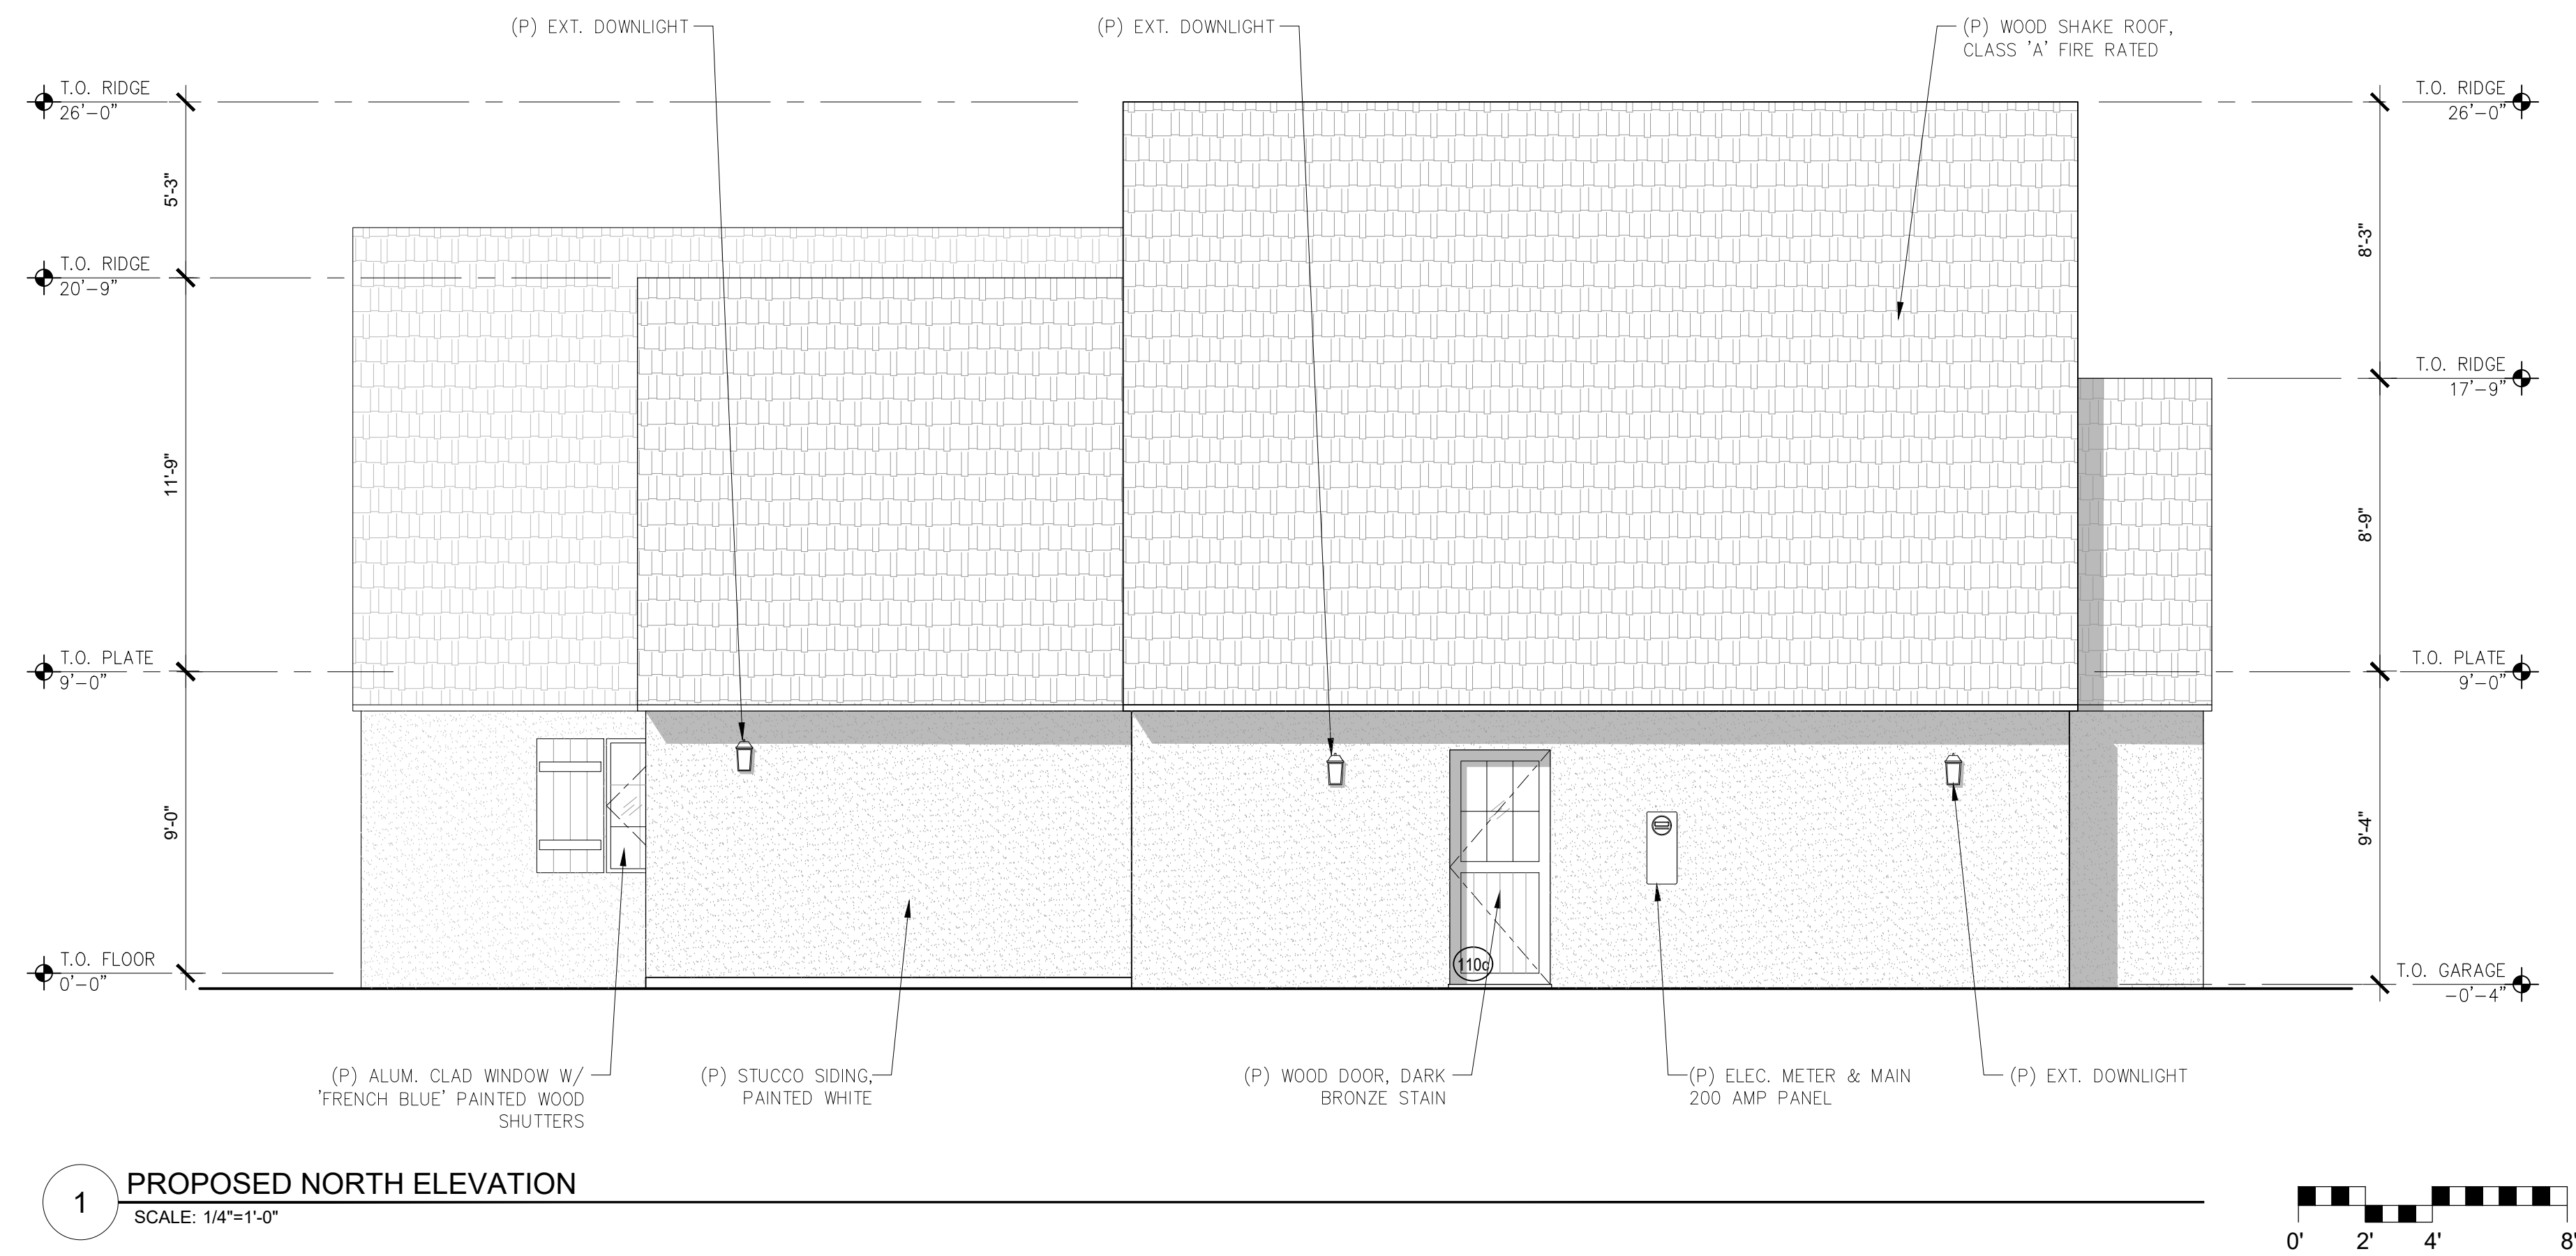 (P) EXT. DOWNLIGHT
(P) EXT. DOWNLIGHT
(P) WOOD SHAKE ROOF,
CLASS 'A' FIRE RATED
T.O. RIDGE
26'-0"
T.O. RIDGE
26'-0"
5'-3"
8'-3"
T.O. RIDGE
20'-9"
T.O. RIDGE
17'-9"
11'-9"
8'-9"
T.O. PLATE
9'-0"
T.O. PLATE
9'-0"
9'-0"
9'-4"
T.O. FLOOR
0'-0"
110c
T.O. GARAGE
-0'-4"
(P) ALUM. CLAD WINDOW W/
'FRENCH BLUE' PAINTED WOOD
SHUTTERS
(P) STUCCO SIDING,
PAINTED WHITE
(P) WOOD DOOR, DARK
BRONZE STAIN
(P) ELEC. METER & MAIN
200 AMP PANEL
(P) EXT. DOWNLIGHT
1
PROPOSED NORTH ELEVATION
SCALE: 1/4"=1'-0"
0' 2' 4' 8'